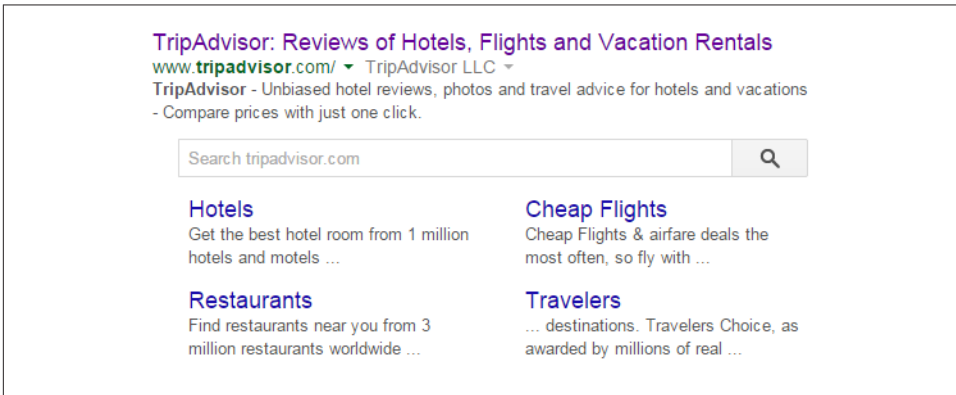 TripAdvisor: Reviews of Hotels, Flights and Vacation Rentals
www.tripadvisor.com/ TripAdvisor LLC
TripAdvisor - Unbiased hotel reviews, photos and travel advice for hotels and vacations
- Compare prices with just one click.
Search tripadvisor.com
Hotels
Get the best hotel room from 1 million
hotels and motels ...
Cheap Flights
Cheap Flights & airfare deals the
most often, so fly with ...
Restaurants
Find restaurants near you from 3
million restaurants worldwide ...
Travelers
... destinations. Travelers Choice, as
awarded by millions of real ...